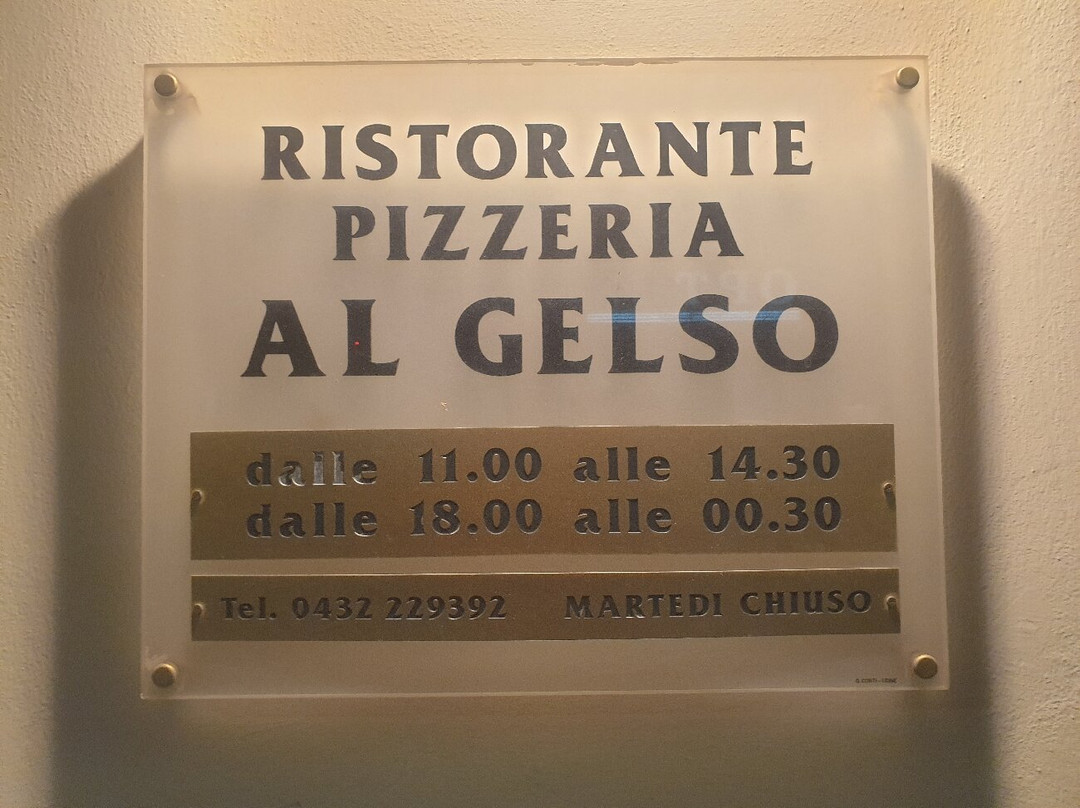 RISTORANTE
PIZZERIA
AL GELSO
dalle 11.00 alle 14.30
dalle 18.00 alle 00.30
Tel. 0432 229392 MARTEDI CHIUSO